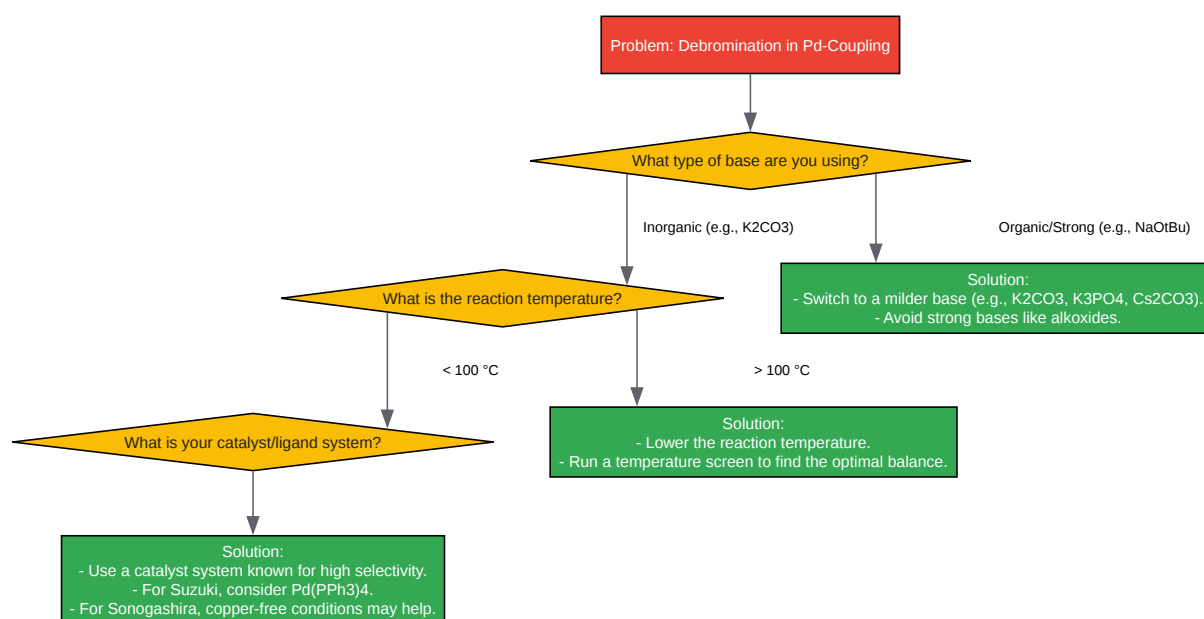 Problem: Debromination in Pd-Coupling
What type of base are you using?
Inorganic (e.g., K2CO3)
Organic/Strong (e.g., NaOtBu)
Solution:
- Switch to a milder base (e.g., K2CO3, K3PO4, Cs2CO3).
- Avoid strong bases like alkoxides.
What is the reaction temperature?
< 100 °C
> 100 °C
Solution:
- Lower the reaction temperature.
- Run a temperature screen to find the optimal balance.
What is your catalyst/ligand system?
Solution:
- Use a catalyst system known for high selectivity.
- For Suzuki, consider Pd(PPh3)4.
- For Sonogashira, copper-free conditions may help.